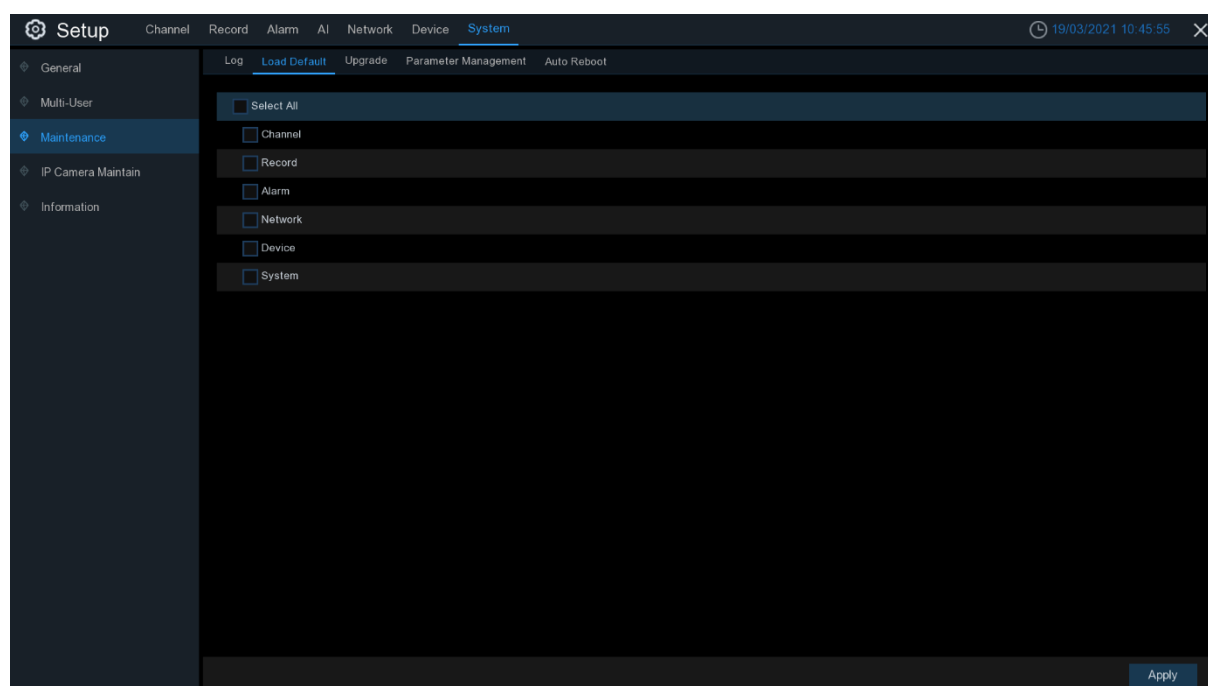 Setup Channel Record Alarm AI Network Device System 19/03/2021 10:45:55
General
Multi-User
Maintenance
IP Camera Maintain
Information
Log Load Default Upgrade Parameter Management Auto Reboot
Select All
Channel
Record
Alarm
Network
Device
System
Apply